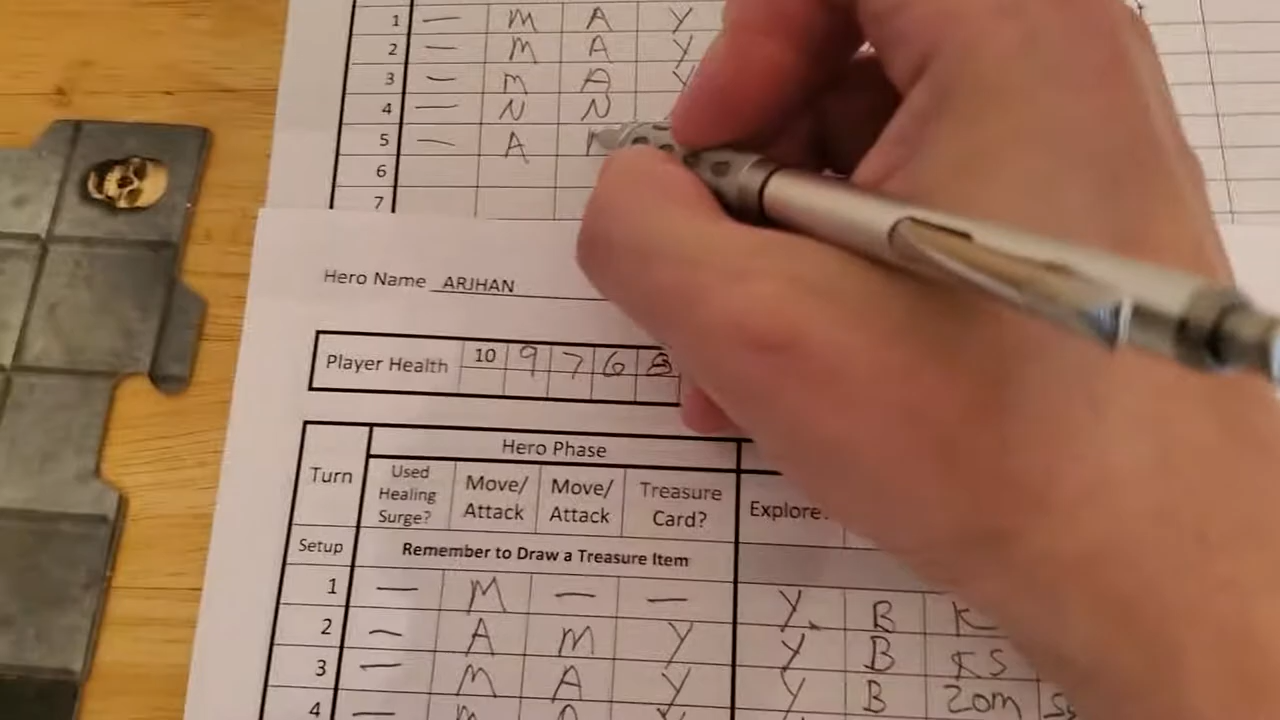 1 — M A Y
2 — M A Y
3 — M A Y
4 — N N
5 — A
6
7
Hero Name ARJHAN
Player Health 10 9 7 6 8
Hero Phase
Turn Used Healing Surge? Move/ Attack Move/ Attack Treasure Card? Explore?
Setup Remember to Draw a Treasure Item
1 — M — — Y B K
2 — A M Y Y B KS
3 — M A Y Y B Zom
4 —